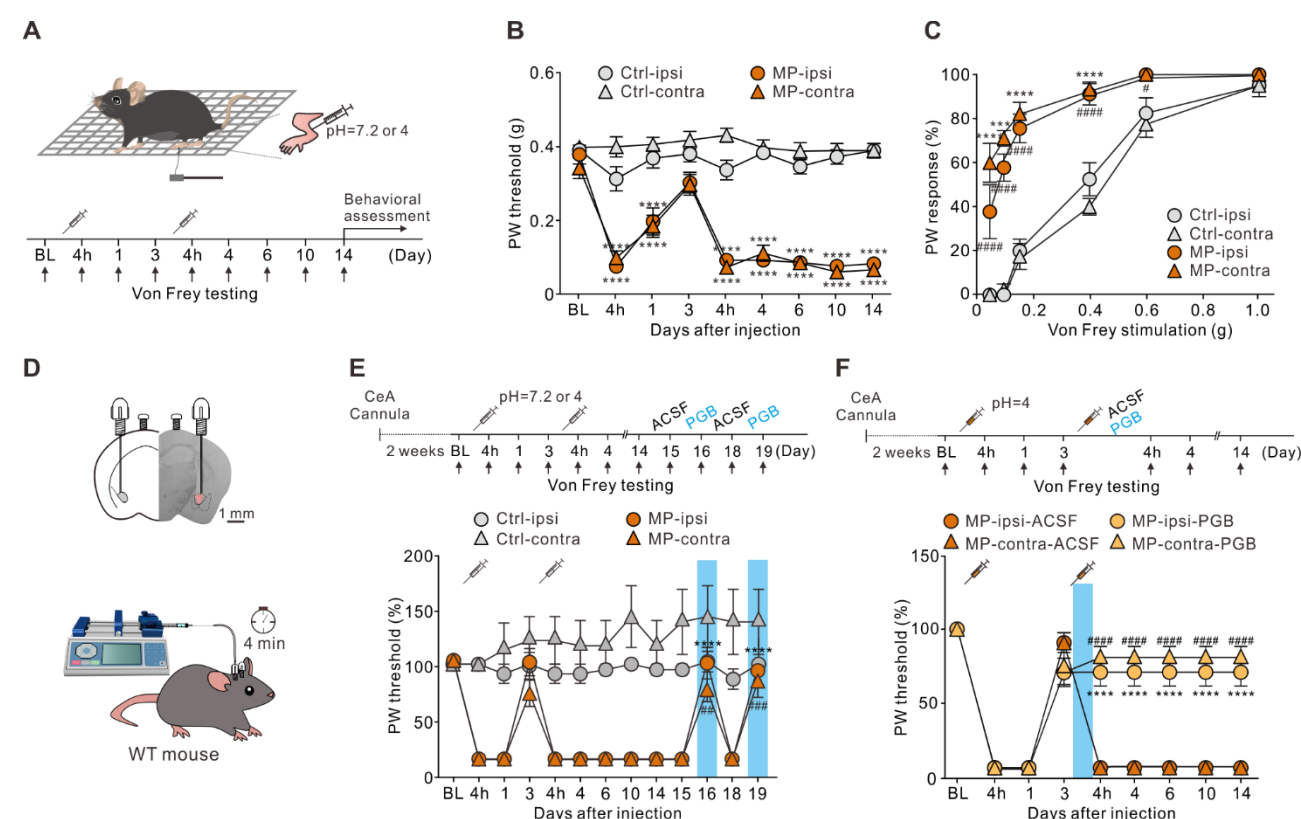 A
pH=7.2 or 4
Behavioral
assessment
BL 4h 1 3 4h 4 6 10 14 (Day)
Von Frey testing
B
Ctrl-ipsi MP-ipsi
Ctrl-contra MP-contra
PW threshold (g)
0.6
0.4
0.2
0
**** ****
**** ****
**** **** **** **** ****
**** **** **** **** ****
BL 4h 1 3 4h 4 6 10 14
Days after injection
C
PW response (%)
100
80
60
40
20
0
**** *** **** ****
#### #### #### #### #
Ctrl-ipsi
Ctrl-contra
MP-ipsi
MP-contra
0 0.2 0.4 0.6 0.8 1.0
Von Frey stimulation (g)
D
1 mm
4 min
WT mouse
E
CeA
Cannula
pH=7.2 or 4
ACSF PGB ACSF PGB
2 weeks BL 4h 1 3 4h 4 14 15 16 18 19 (Day)
Von Frey testing
Ctrl-ipsi MP-ipsi
Ctrl-contra MP-contra
PW threshold (%)
200
150
100
50
0
**** ****
## ###
BL 4h 1 3 4h 4 6 10 14 15 16 18 19
Days after injection
F
CeA
Cannula
pH=4
ACSF
PGB
2 weeks BL 4h 1 3 4h 4 14 (Day)
Von Frey testing
MP-ipsi-ACSF MP-ipsi-PGB
MP-contra-ACSF MP-contra-PGB
PW threshold (%)
150
100
50
0
#### #### #### #### ####
**** **** **** **** ****
BL 4h 1 3 4h 4 6 10 14
Days after injection